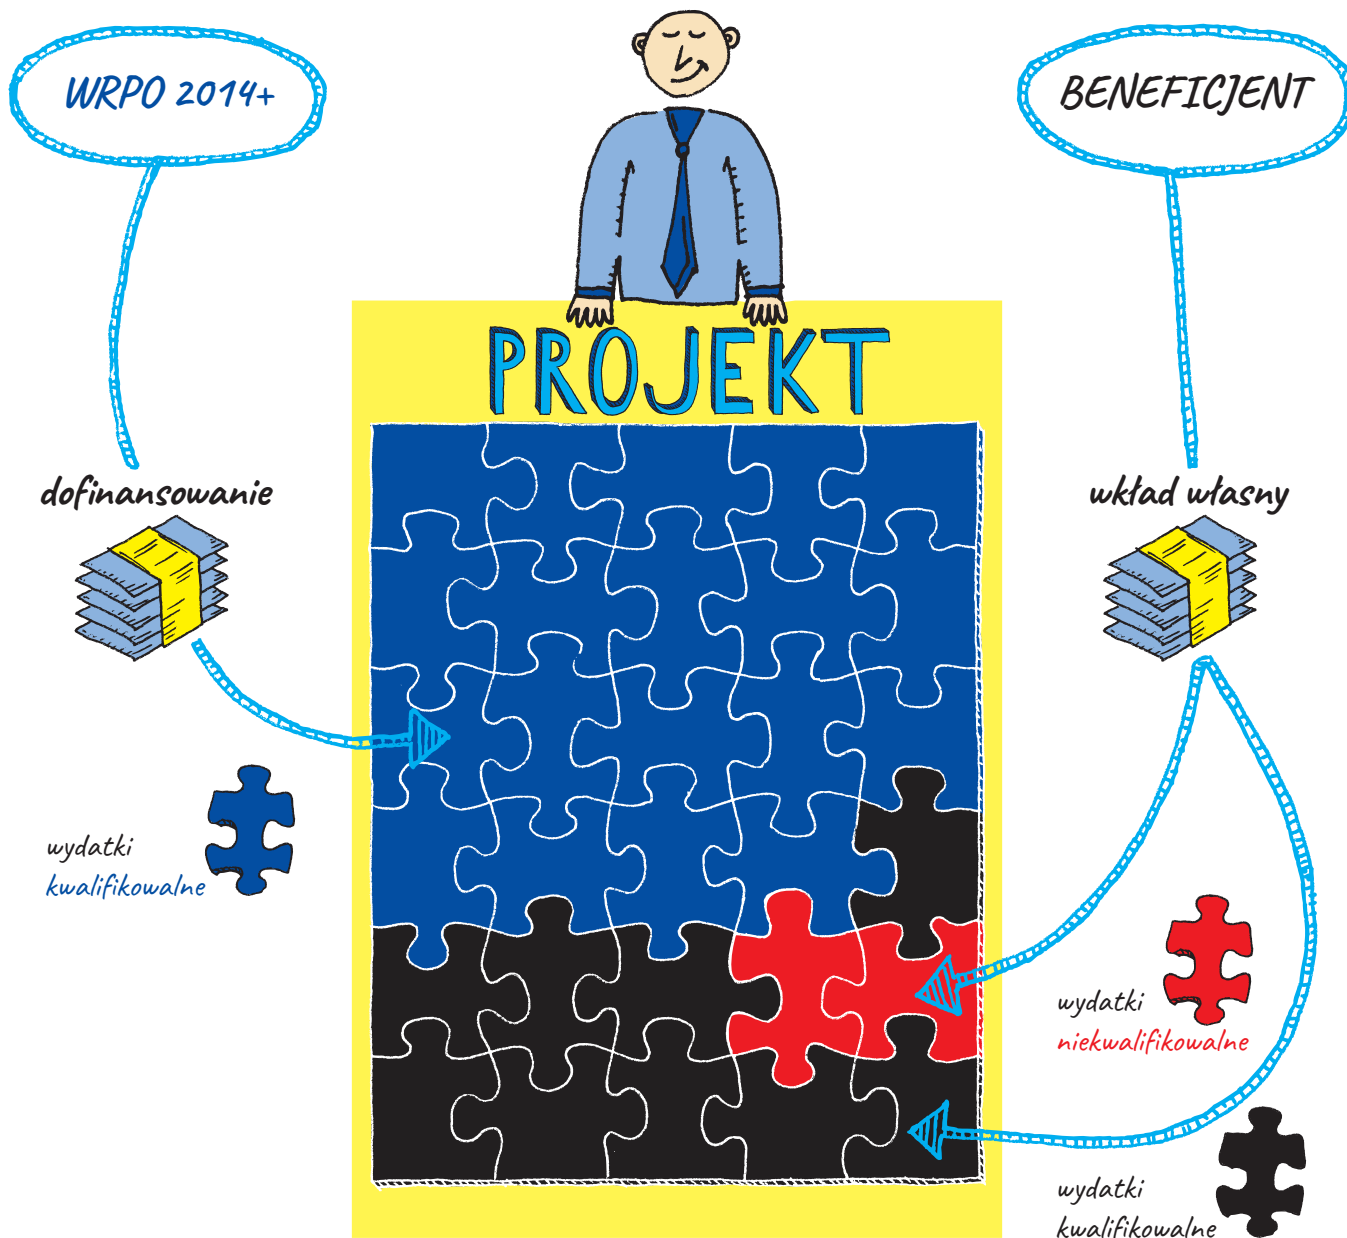 WRPO 2014+
BENEFICJENT
PROJEKT
dofinansowanie
wkład własny
wydatki
kwalifikowalne
wydatki
niekwalifikowalne
wydatki
kwalifikowalne